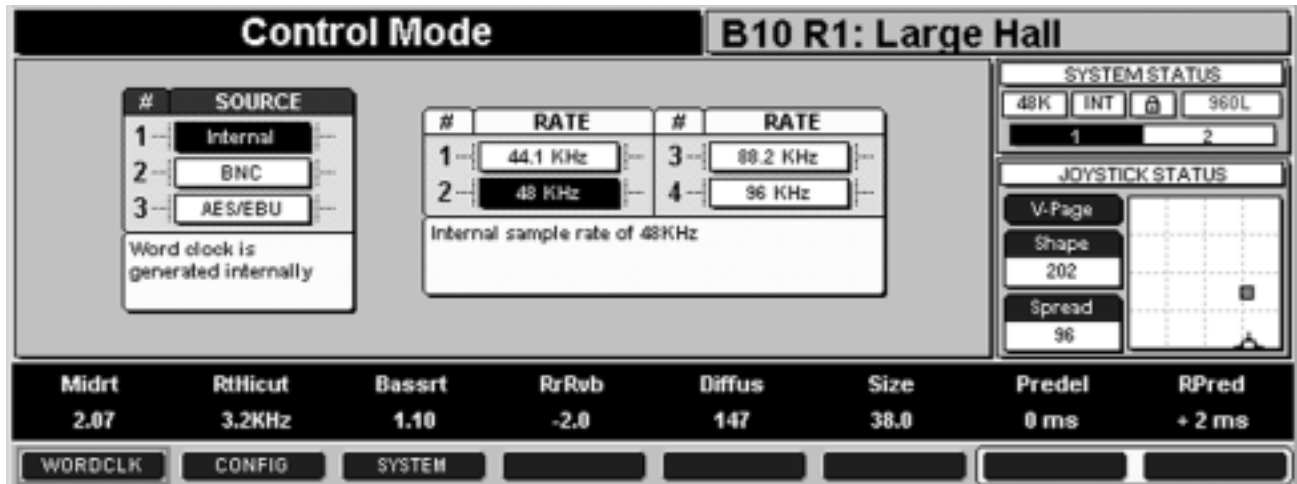 Control Mode
B10 R1: Large Hall
# SOURCE
1 Internal
2 BNC
3 AES/EBU
Word clock is
generated internally
# RATE # RATE
1 44.1 KHz 3 88.2 KHz
2 48 KHz 4 96 KHz
Internal sample rate of 48KHz
SYSTEM STATUS
48K INT 960L
1 2
JOYSTICK STATUS
V-Page
Shape
202
Spread
96
Midrt RtHicut Bassrt RrRvb Diffus Size Predel RPred
2.07 3.2KHz 1.10 -2.0 147 38.0 0 ms + 2 ms
WORDCLK CONFIG SYSTEM